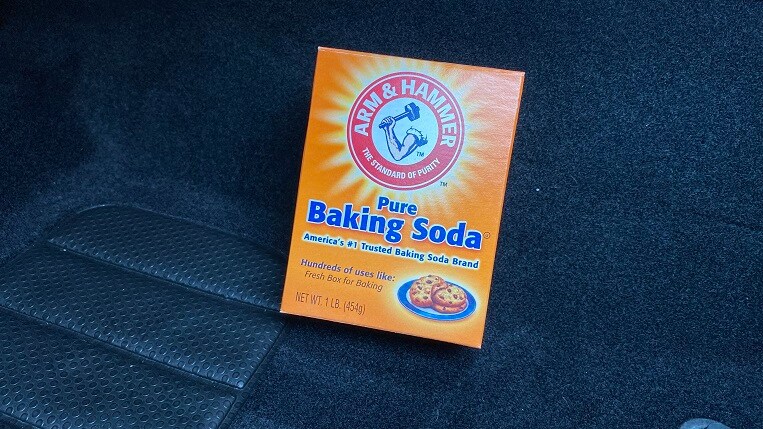 ARM & HAMMER
THE STANDARD OF PURITY
TM
TM
Pure
Baking Soda
America's #1 Trusted Baking Soda Brand
Hundreds of uses like:
Fresh Box for Baking
NET WT. 1 LB. (454g)